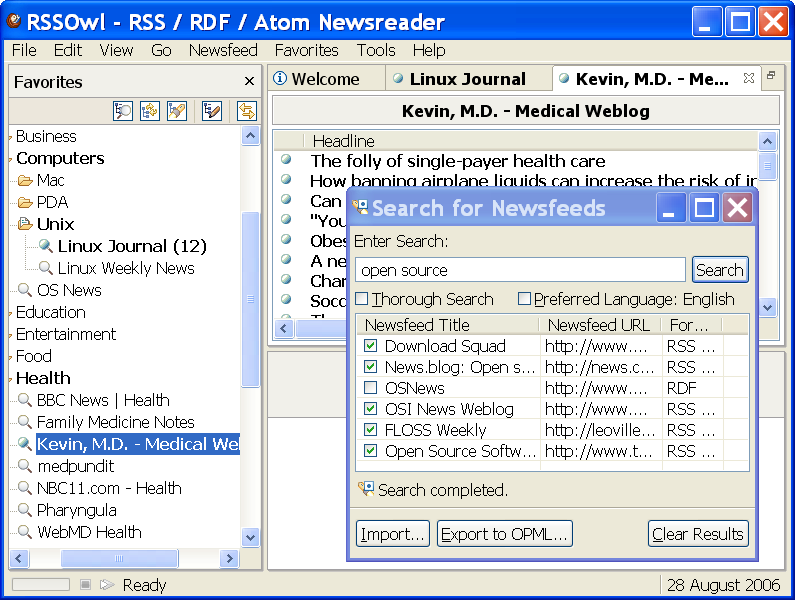 RSSOwl - RSS / RDF / Atom Newsreader
File Edit View Go Newsfeed Favorites Tools Help
Favorites
Welcome
Linux Journal
Kevin, M.D. - Me...
Kevin, M.D. - Medical Weblog
Business
Computers
Mac
PDA
Unix
Linux Journal (12)
Linux Weekly News
OS News
Education
Entertainment
Food
Health
BBC News | Health
Family Medicine Notes
Kevin, M.D. - Medical Wel
medpundit
NBC11.com - Health
Pharyngula
WebMD Health
Headline
The folly of single-payer health care
How banning airplane liquids can increase the risk of in
Can
"You
Obes
A ne
Char
Socc
Search for Newsfeeds
Enter Search:
open source
Search
Thorough Search
Preferred Language: English
Newsfeed Title Newsfeed URL For...
Download Squad http://www.... RSS ...
News.blog: Open s... http://news.c... RSS ...
OSNews http://www.... RDF
OSI News Weblog http://www.... RSS ...
FLOSS Weekly http://leoville... RSS ...
Open Source Softw... http://www.t... RSS ...
Search completed.
Import... Export to OPML... Clear Results
Ready
28 August 2006